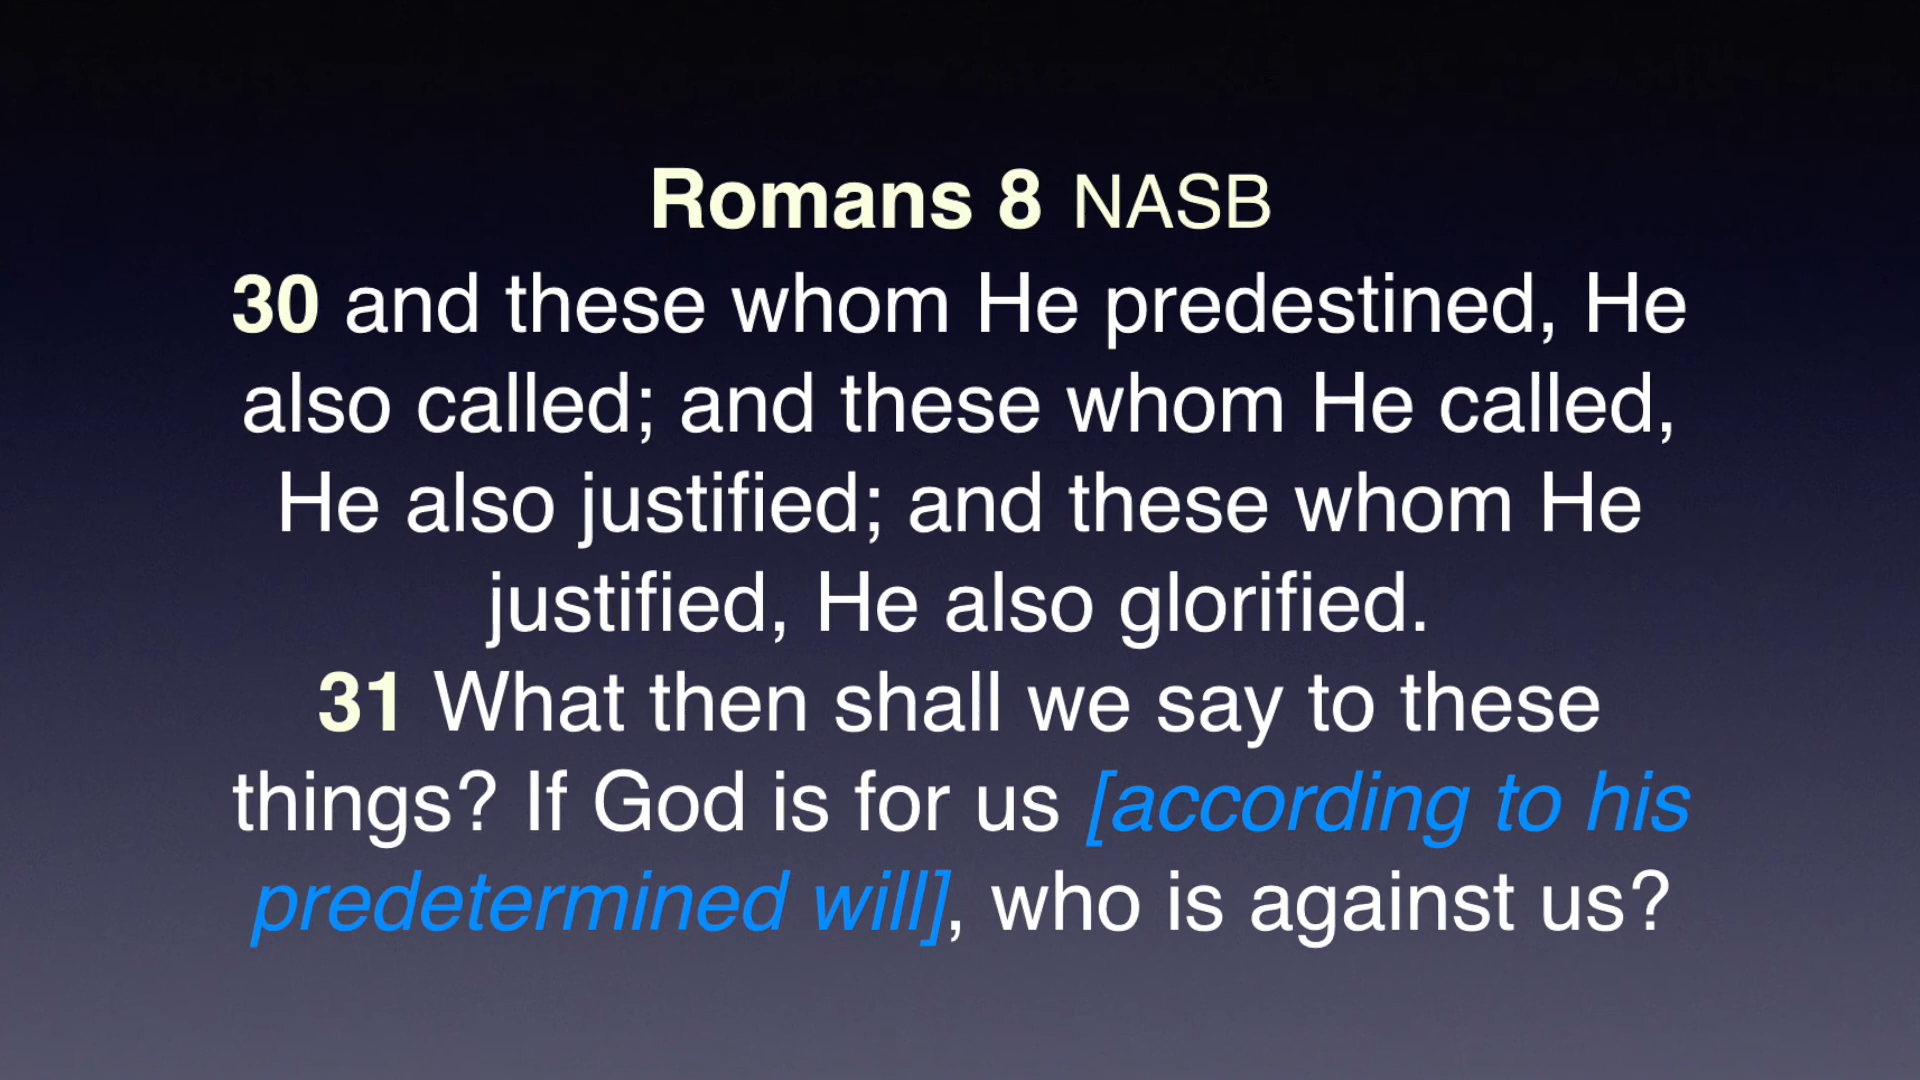 Romans 8 NASB
30 and these whom He predestined, He
also called; and these whom He called,
He also justified; and these whom He
justified, He also glorified.
31 What then shall we say to these
things? If God is for us [according to his
predetermined will], who is against us?